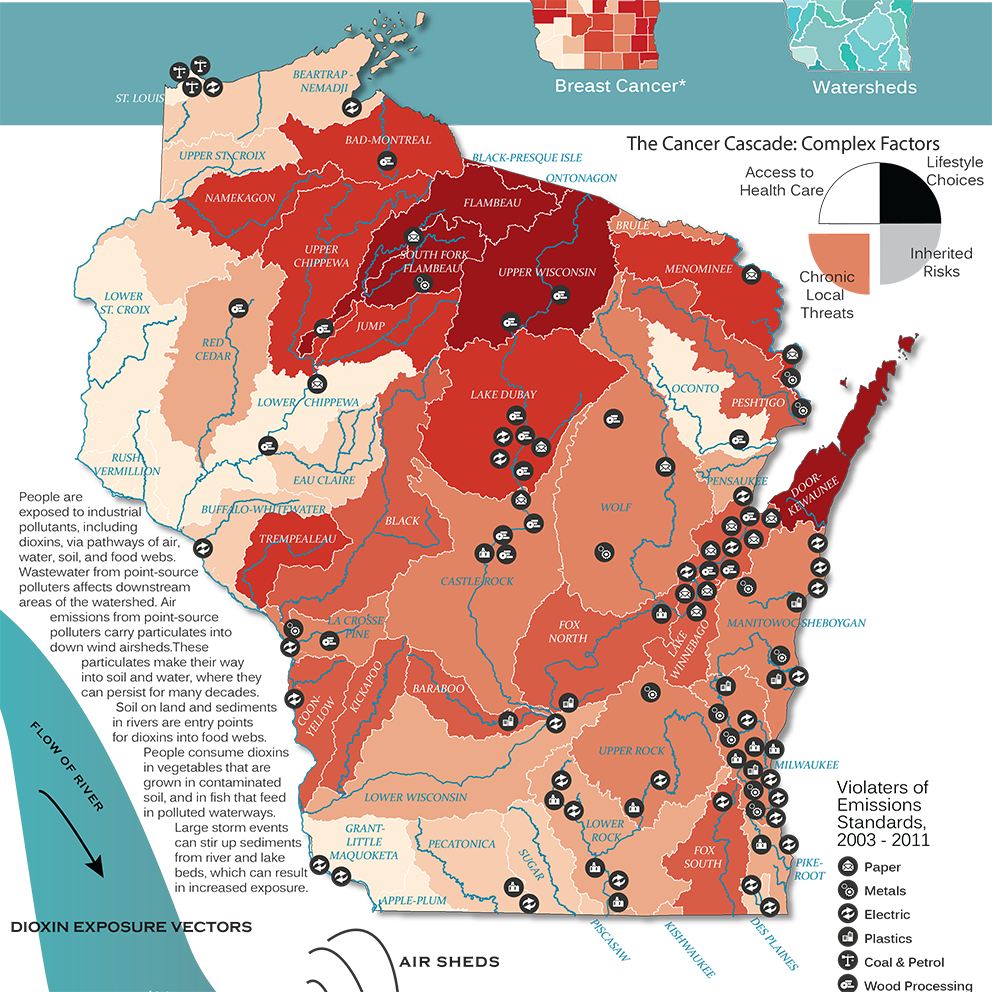 Breast Cancer*
Watersheds
The Cancer Cascade: Complex Factors
Access to
Health Care
Lifestyle
Choices
Chronic
Local
Threats
Inherited
Risks
ST. LOUIS
BEARTRAP -
NEMADJI
UPPER ST. CROIX
BAD-MONTREAL
BLACK-PRESQUE ISLE
ONTONAGON
NAMEKAGON
FLAMBEAU
BRULE
UPPER
CHIPPEWA
SOUTH FORK
FLAMBEAU
UPPER WISCONSIN
MENOMINEE
LOWER
ST. CROIX
RED
CEDAR
JUMP
LOWER CHIPPEWA
LAKE DUBAY
OCONTO
PESHTIGO
RUSH
VERMILLION
EAU CLAIRE
PENSAUKEE
DOOR-
KEWAUNEE
BUFFALO-WHITEWATER
TREMPEALEAU
BLACK
WOLF
CASTLE ROCK
LA CROSSE-
PINE
FOX
NORTH
LAKE
WINNEBAGO
MANITOWOC-SHEBOYGAN
COON-
YELLOW
KICKAPOO
BARABOO
UPPER ROCK
MILWAUKEE
LOWER WISCONSIN
GRANT-
LITTLE
MAQUOKETA
PECATONICA
SUGAR
LOWER
ROCK
FOX
SOUTH
PIKE-
ROOT
APPLE-PLUM
PISCASAW
KISHWAUKEE
DES PLAINES
People are
exposed to industrial
pollutants, including
dioxins, via pathways of air,
water, soil, and food webs.
Wastewater from point-source
polluters affects downstream
areas of the watershed. Air
emissions from point-source
polluters carry particulates into
down wind airsheds.These
particulates make their way
into soil and water, where they
can persist for many decades.
Soil on land and sediments
in rivers are entry points
for dioxins into food webs.
People consume dioxins
in vegetables that are
grown in contaminated
soil, and in fish that feed
in polluted waterways.
Large storm events
can stir up sediments
from river and lake
beds, which can result
in increased exposure.
FLOW OF RIVER
DIOXIN EXPOSURE VECTORS
AIR SHEDS
Violaters of
Emissions
Standards,
2003 - 2011
Paper
Metals
Electric
Plastics
Coal & Petrol
Wood Processing